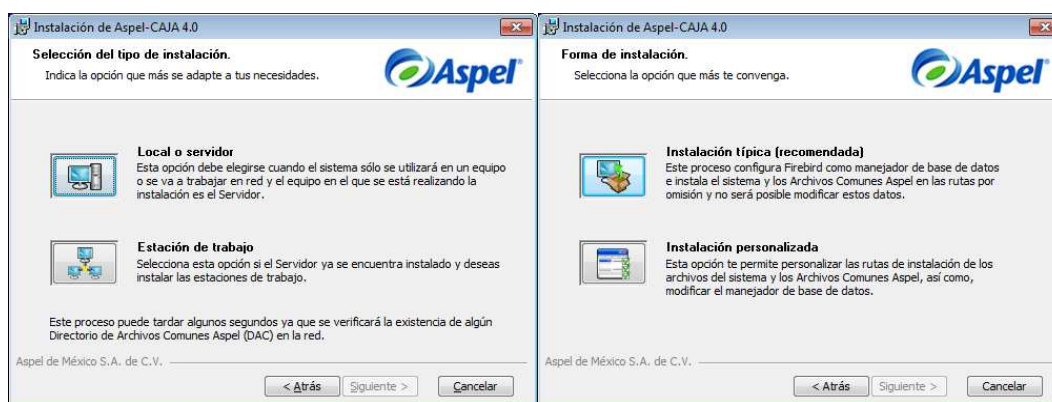 Instalación de Aspel-CAJA 4.0
Selección del tipo de instalación.
Indica la opción que más se adapte a tus necesidades.
Aspel
Local o servidor
Esta opción debe elegirse cuando el sistema sólo se utilizará en un equipo
o se va a trabajar en red y el equipo en el que se está realizando la
instalación es el Servidor.
Estación de trabajo
Selecciona esta opción si el Servidor ya se encuentra instalado y deseas
instalar las estaciones de trabajo.
Este proceso puede tardar algunos segundos ya que se verificará la existencia de algún
Directorio de Archivos Comunes Aspel (DAC) en la red.
Aspel de México S.A. de C.V.
< Atrás
Siguiente >
Cancelar
Instalación de Aspel-CAJA 4.0
Forma de instalación.
Selecciona la opción que más te convenga.
Aspel
Instalación típica (recomendada)
Este proceso configura Firebird como manejador de base de datos
e instala el sistema y los Archivos Comunes Aspel en las rutas por
omisión y no será posible modificar estos datos.
Instalación personalizada
Esta opción te permite personalizar las rutas de instalación de los
archivos del sistema y los Archivos Comunes Aspel, así como,
modificar el manejador de base de datos.
Aspel de México S.A. de C.V.
< Atrás
Siguiente >
Cancelar